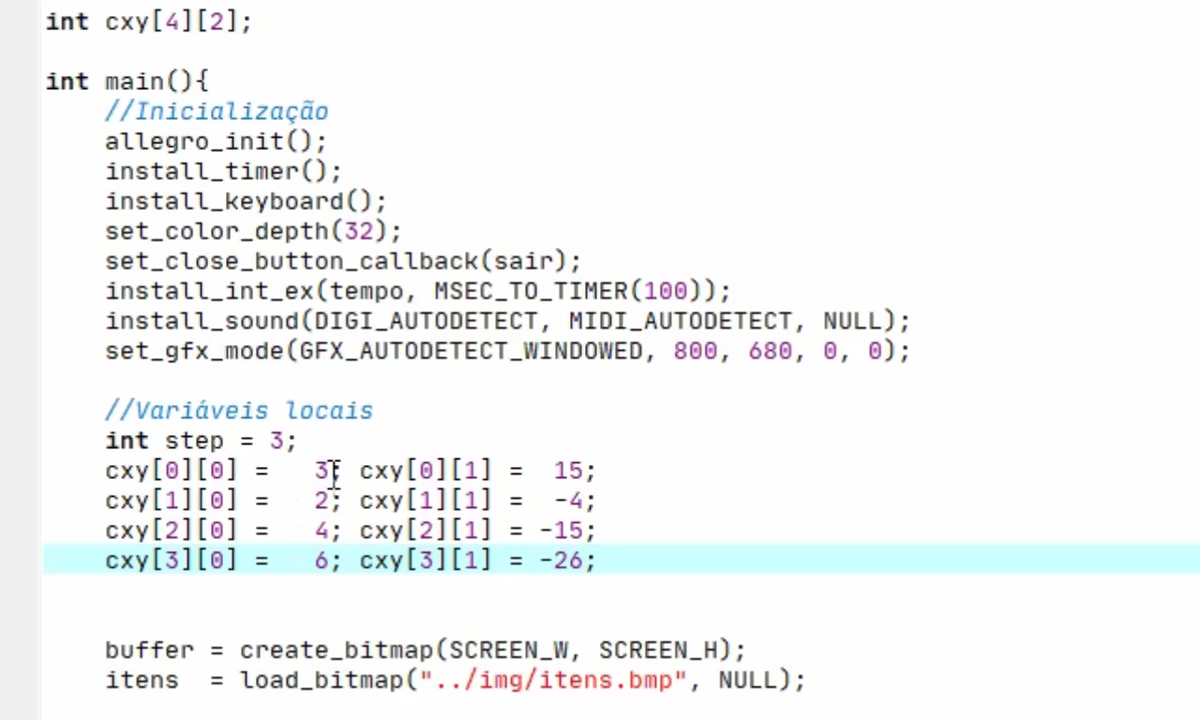 int cxy[4][2];
int main(){
//Inicialização
allegro_init();
install_timer();
install_keyboard();
set_color_depth(32);
set_close_button_callback(sair);
install_int_ex(tempo, MSEC_TO_TIMER(100));
install_sound(DIGI_AUTODETECT, MIDI_AUTODETECT, NULL);
set_gfx_mode(GFX_AUTODETECT_WINDOWED, 800, 680, 0, 0);
//Variáveis locais
int step = 3;
cxy[0][0] =   3; cxy[0][1] =  15;
cxy[1][0] =   2; cxy[1][1] =  -4;
cxy[2][0] =   4; cxy[2][1] = -15;
cxy[3][0] =   6; cxy[3][1] = -26;
buffer = create_bitmap(SCREEN_W, SCREEN_H);
itens  = load_bitmap("../img/itens.bmp", NULL);